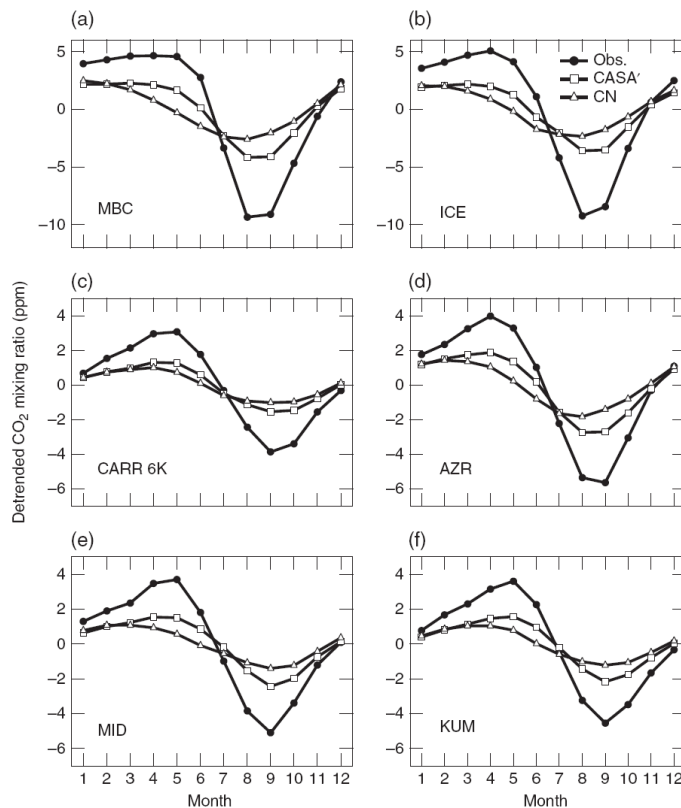 (a)
(b)
5
0
−5
−10
MBC
5
0
−5
−10
Obs.
CASA′
CN
ICE
(c)
(d)
4
2
0
−2
−4
−6
CARR 6K
4
2
0
−2
−4
−6
AZR
Detrended CO₂ mixing ratio (ppm)
(e)
(f)
4
2
0
−2
−4
−6
MID
4
2
0
−2
−4
−6
KUM
1 2 3 4 5 6 7 8 9 10 11 12
1 2 3 4 5 6 7 8 9 10 11 12
Month
Month